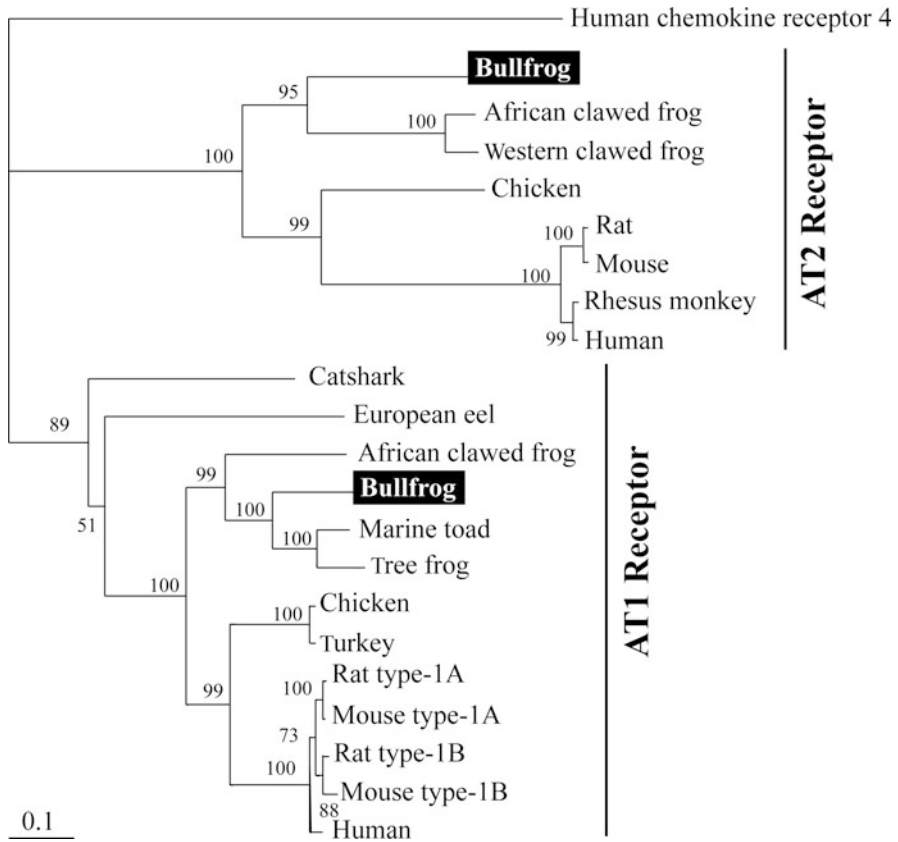 Human chemokine receptor 4
Bullfrog
95
African clawed frog
100
Western clawed frog
100
Chicken
99
Rat
100
Mouse
100
Rhesus monkey
99
Human
AT2 Receptor
Catshark
89
European eel
51
African clawed frog
99
Bullfrog
100
Marine toad
100
Tree frog
100
Chicken
100
Turkey
99
Rat type-1A
100
Mouse type-1A
73
Rat type-1B
100
Mouse type-1B
88
Human
AT1 Receptor
0.1